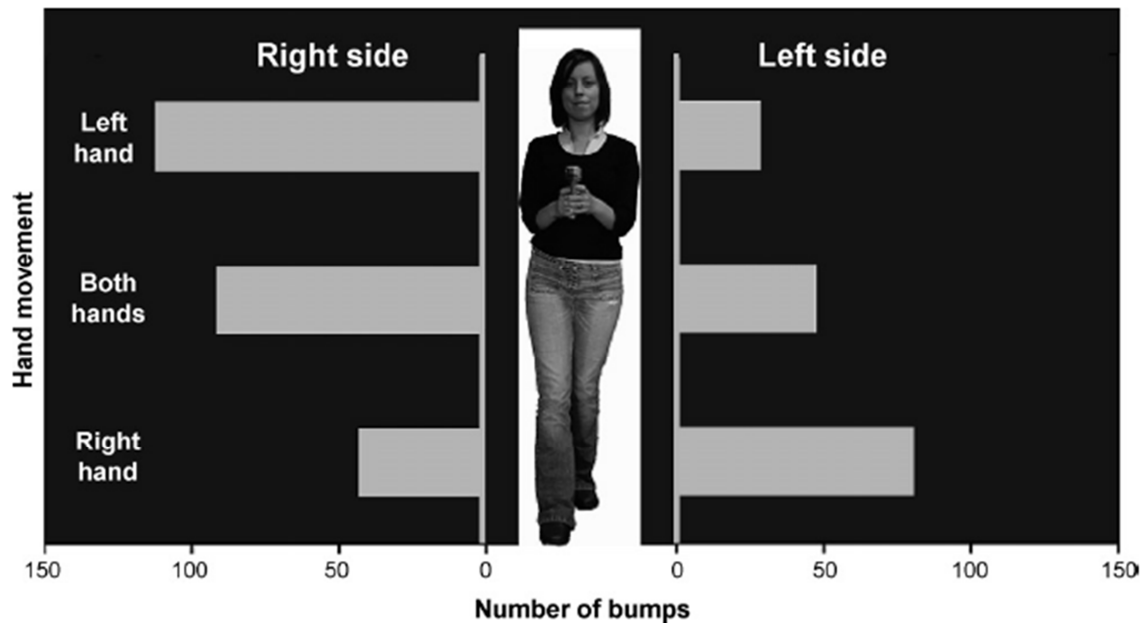 Right side
Left side
Left
hand
Both
hands
Right
hand
Hand movement
150 100 50 0 0 50 100 150
Number of bumps